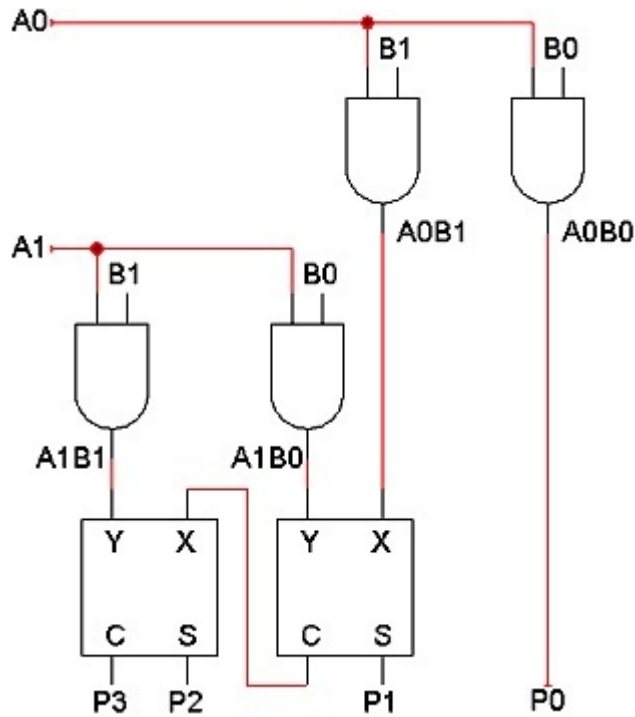 A0
B1 B0
A0B1 A0B0
A1
B1 B0
A1B1 A1B0
Y X Y X
C S C S
P3 P2 P1 P0